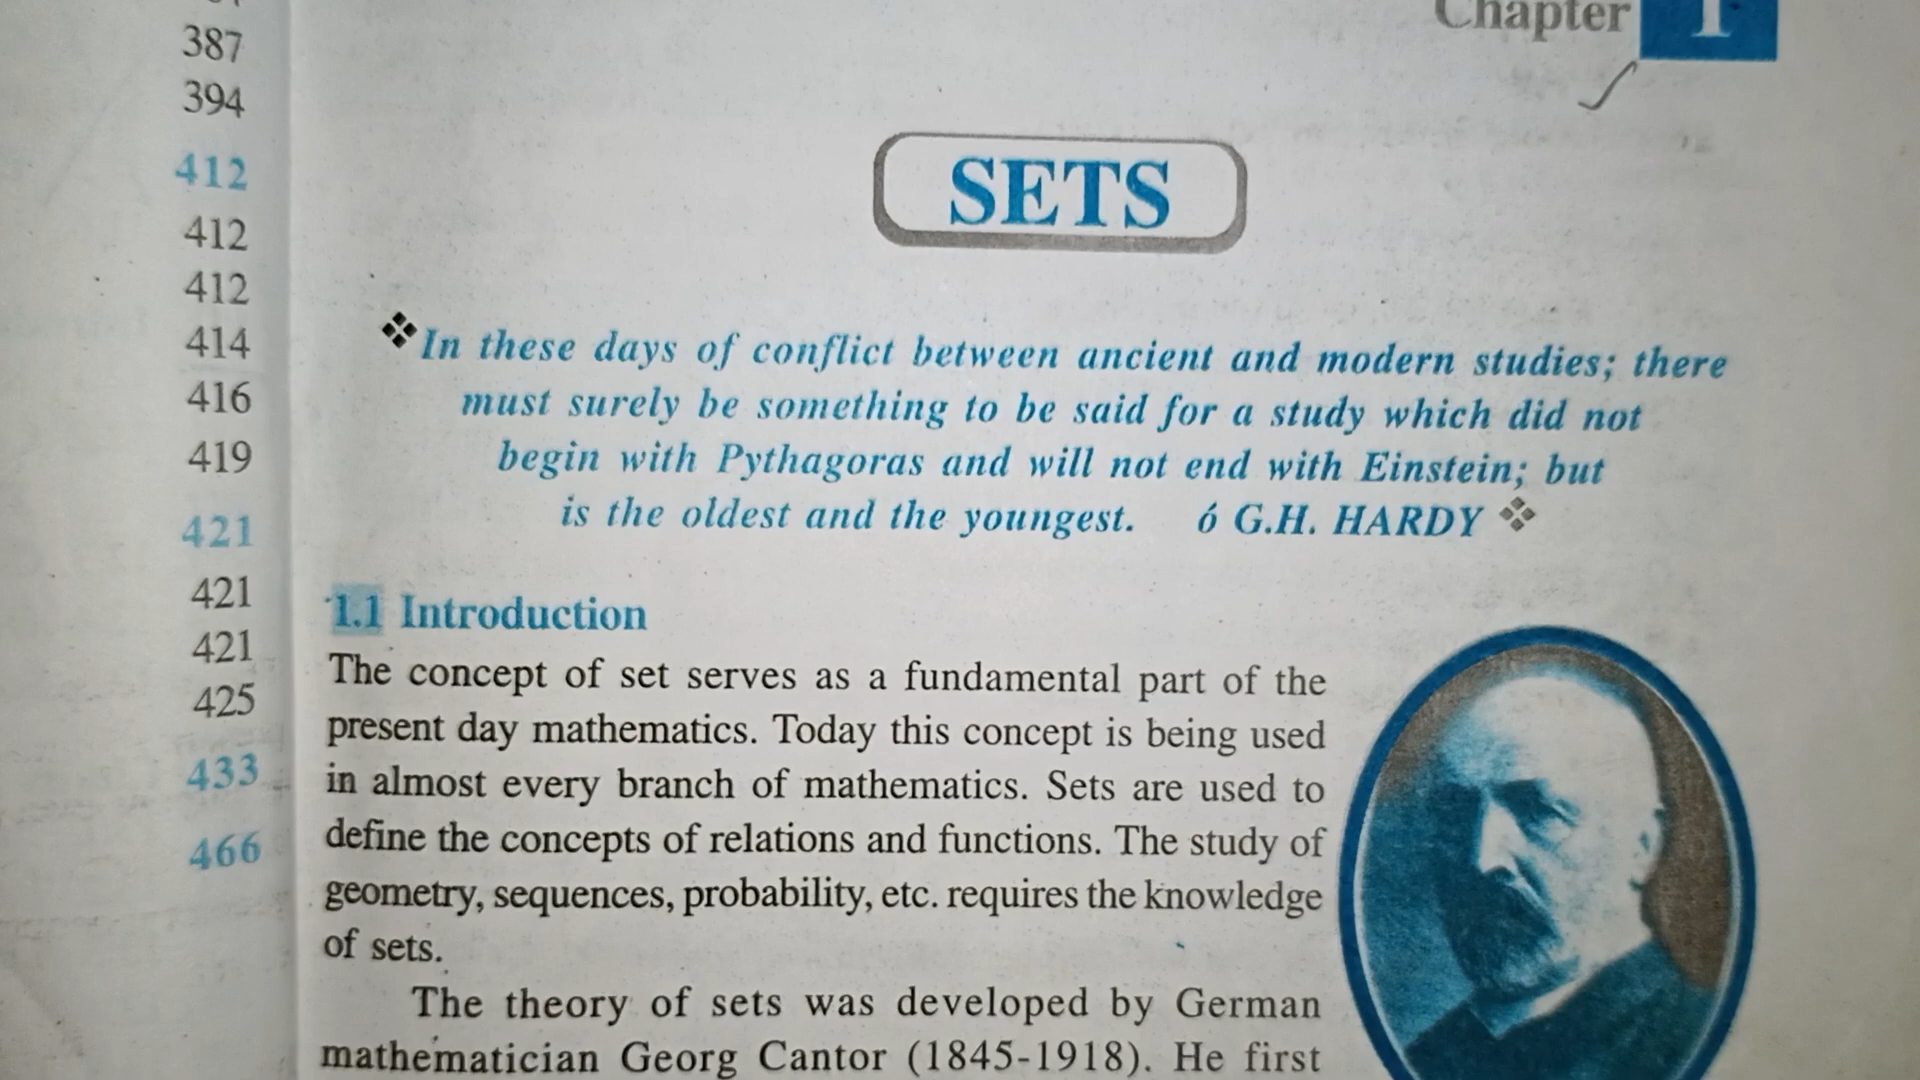 387
394
412
412
412
414
416
419
421
421
421
425
433
466
Chapter 1
SETS
In these days of conflict between ancient and modern studies; there
must surely be something to be said for a study which did not
begin with Pythagoras and will not end with Einstein; but
is the oldest and the youngest. ó G.H. HARDY
1.1 Introduction
The concept of set serves as a fundamental part of the
present day mathematics. Today this concept is being used
in almost every branch of mathematics. Sets are used to
define the concepts of relations and functions. The study of
geometry, sequences, probability, etc. requires the knowledge
of sets.
The theory of sets was developed by German
mathematician Georg Cantor (1845-1918). He first